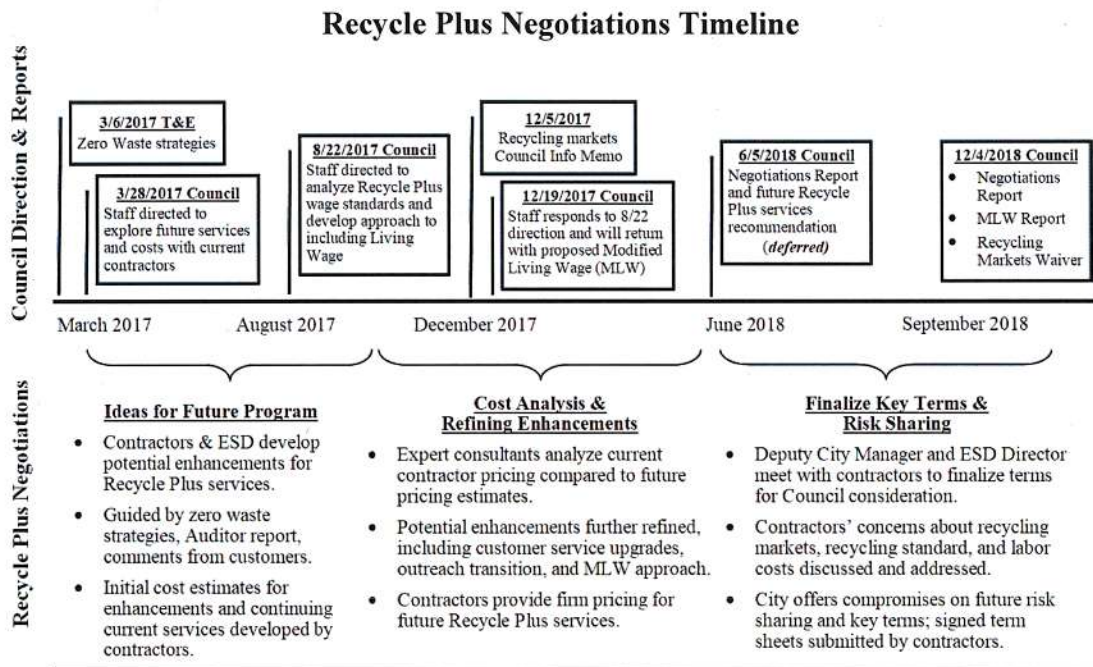 Recycle Plus Negotiations Timeline
Council Direction & Reports
3/6/2017 T&E
Zero Waste strategies
3/28/2017 Council
Staff directed to
explore future services
and costs with current
contractors
8/22/2017 Council
Staff directed to
analyze Recycle Plus
wage standards and
develop approach to
including Living
Wage
12/5/2017
Recycling markets
Council Info Memo
12/19/2017 Council
Staff responds to 8/22
direction and will return
with proposed Modified
Living Wage (MLW)
6/5/2018 Council
Negotiations Report
and future Recycle
Plus services
recommendation
(deferred)
12/4/2018 Council
• Negotiations
Report
• MLW Report
• Recycling
Markets Waiver
March 2017
August 2017
December 2017
June 2018
September 2018
Recycle Plus Negotiations
Ideas for Future Program
• Contractors & ESD develop
potential enhancements for
Recycle Plus services.
• Guided by zero waste
strategies, Auditor report,
comments from customers.
• Initial cost estimates for
enhancements and continuing
current services developed by
contractors.
Cost Analysis &
Refining Enhancements
• Expert consultants analyze current
contractor pricing compared to future
pricing estimates.
• Potential enhancements further refined,
including customer service upgrades,
outreach transition, and MLW approach.
• Contractors provide firm pricing for
future Recycle Plus services.
Finalize Key Terms &
Risk Sharing
• Deputy City Manager and ESD Director
meet with contractors to finalize terms
for Council consideration.
• Contractors' concerns about recycling
markets, recycling standard, and labor
costs discussed and addressed.
• City offers compromises on future risk
sharing and key terms; signed term
sheets submitted by contractors.